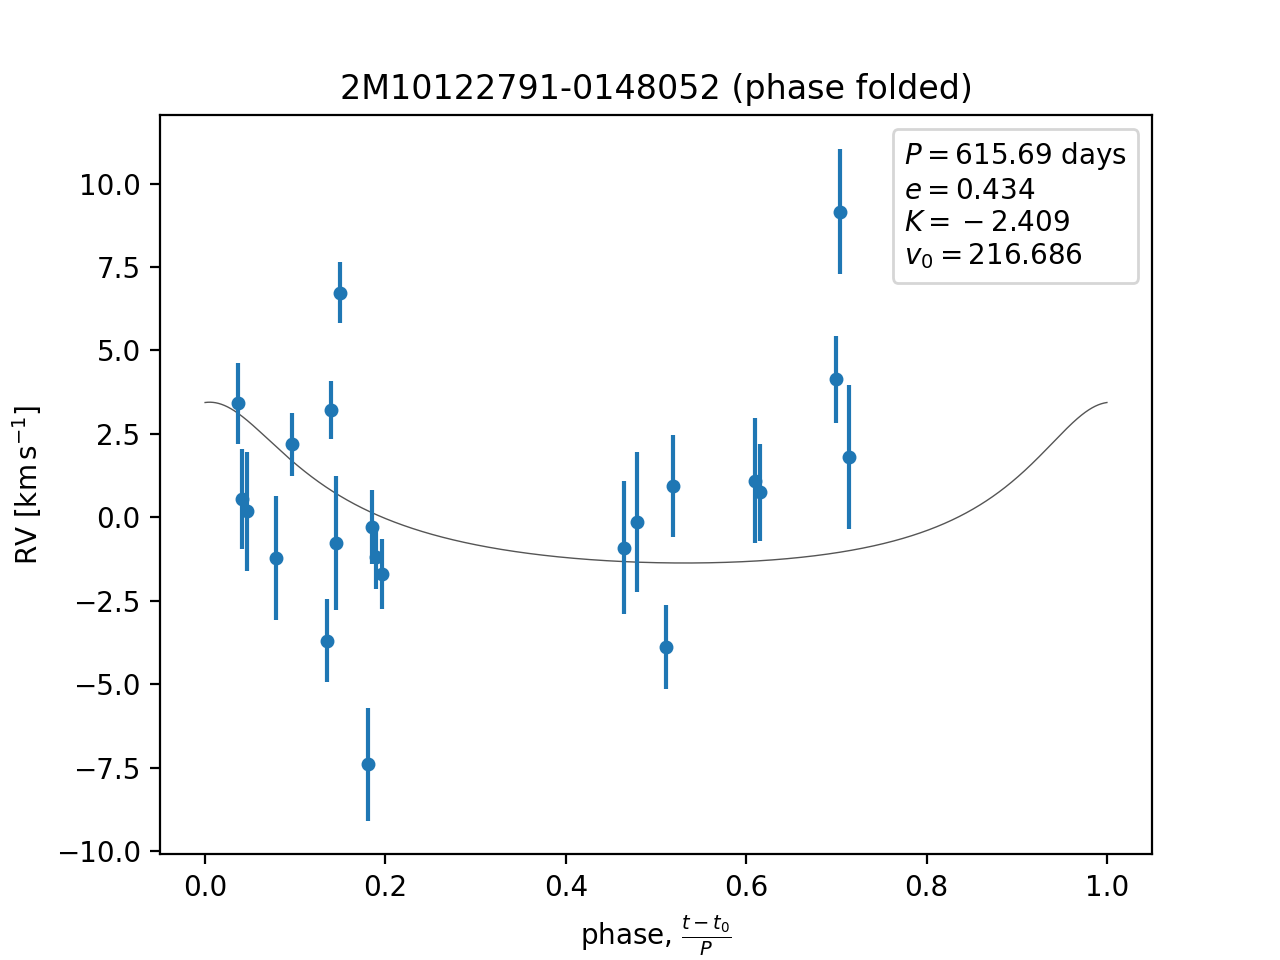 2M10122791-0148052 (phase folded)
P = 615.69 days
e = 0.434
K = −2.409
v₀ = 216.686
10.0
7.5
5.0
2.5
0.0
−2.5
−5.0
−7.5
−10.0
RV [km s⁻¹]
0.0 0.2 0.4 0.6 0.8 1.0
phase, (t − t₀)/P